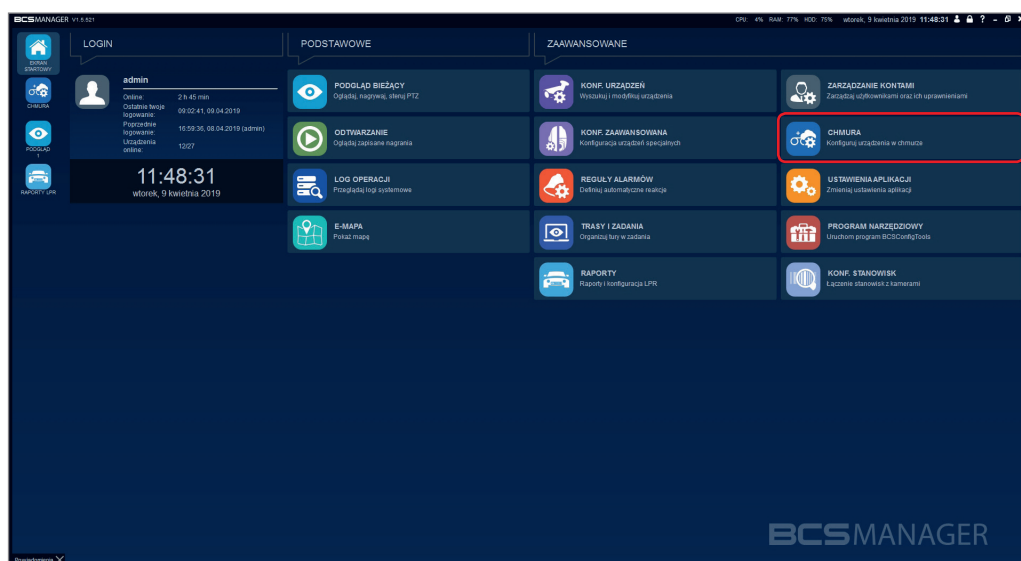 BCSMANAGER V1.5.521
CPU: 4% RAM: 77% HDD: 75% wtorek, 9 kwietnia 2019 11:48:31
EKRAN
STARTOWY
CHMURA
PODGLĄD
1
RAPORTY LPR
LOGIN
admin
Online: 2 h 45 min
Ostatnie twoje
logowanie: 09:02:41, 09.04.2019
Poprzednie
logowanie: 16:59:36, 08.04.2019 (admin)
Urządzenia
online: 12/27
11:48:31
wtorek, 9 kwietnia 2019
PODSTAWOWE
PODGLĄD BIEŻĄCY
Oglądaj, nagrywaj, steruj PTZ
ODTWARZANIE
Oglądaj zapisane nagrania
LOG OPERACJI
Przeglądaj logi systemowe
E-MAPA
Pokaż mapę
ZAAWANSOWANE
KONF. URZĄDZEŃ
Wyszukuj i modyfikuj urządzenia
KONF. ZAAWANSOWANA
Konfiguracja urządzeń specjalnych
REGUŁY ALARMÓW
Definiuj automatyczne reakcje
TRASY I ZADANIA
Organizuj tury w zadania
RAPORTY
Raporty i konfiguracja LPR
ZARZĄDZANIE KONTAMI
Zarządzaj użytkownikami oraz ich uprawnieniami
CHMURA
Konfiguruj urządzenia w chmurze
USTAWIENIA APLIKACJI
Zmieniaj ustawienia aplikacji
PROGRAM NARZĘDZIOWY
Uruchom program BCSConfigTools
KONF. STANOWISK
Łączenie stanowisk z kamerami
BCSMANAGER
Powiadomienie